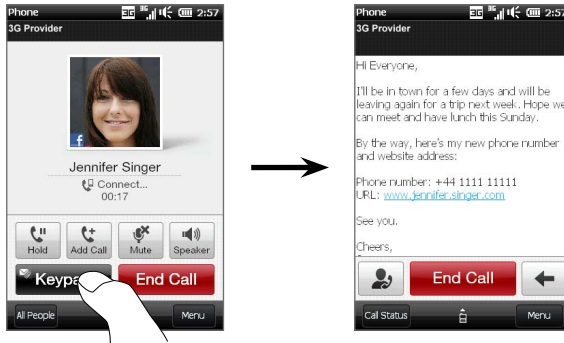 Phone 3G 3G 2:57
3G Provider
f
Jennifer Singer
Connect...
00:17
Hold Add Call Mute Speaker
Keypa End Call
All People Menu
Phone 3G 3G 2:57
3G Provider
Hi Everyone,
I'll be in town for a few days and will be
leaving again for a trip next week. Hope we
can meet and have lunch this Sunday.
By the way, here's my new phone number
and website address:
Phone number: +44 1111 11111
URL: www.jennifer.singer.com
See you.
Cheers,
End Call
Call Status Menu